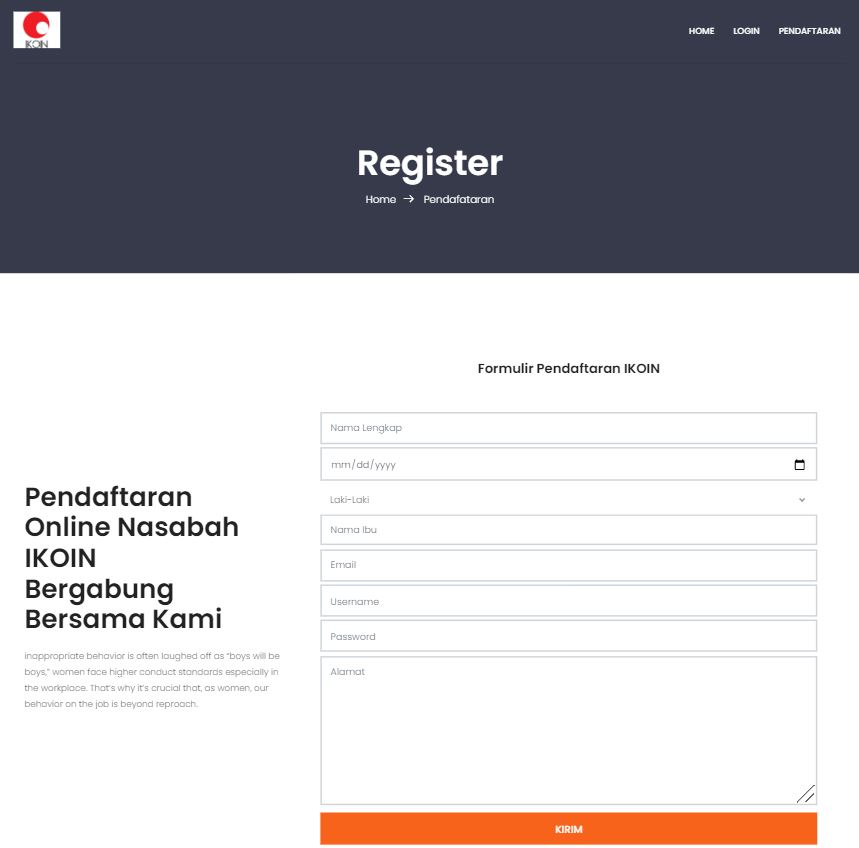 IKOIN
HOME LOGIN PENDAFTARAN
Register
Home → Pendafataran
Formulir Pendaftaran IKOIN
Nama Lengkap
mm/dd/yyyy
Laki-Laki
Nama Ibu
Email
Username
Password
Alamat
KIRIM
Pendaftaran
Online Nasabah
IKOIN
Bergabung
Bersama Kami
inappropriate behavior is often laughed off as “boys will be
boys,” women face higher conduct standards especially in
the workplace. That’s why it’s crucial that, as women, our
behavior on the job is beyond reproach.